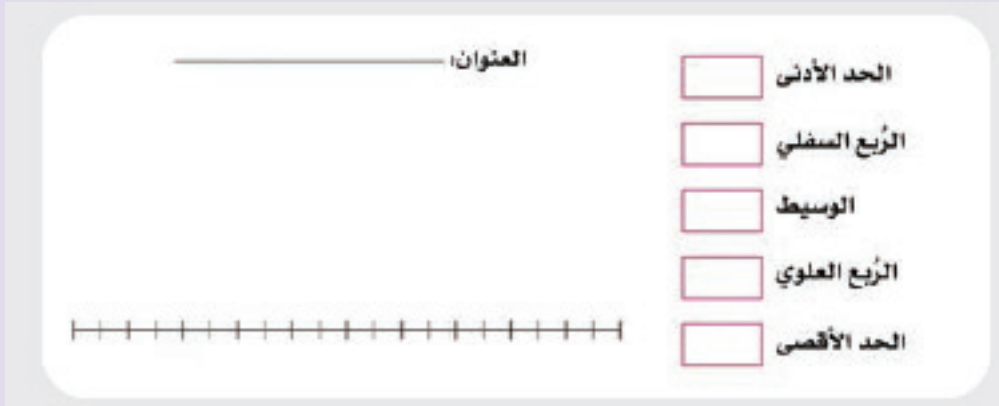 الحد الأدنى
الرُّبع السفلي
الوسيط
الرُّبع العلوي
الحد الأقصى
العنوان: